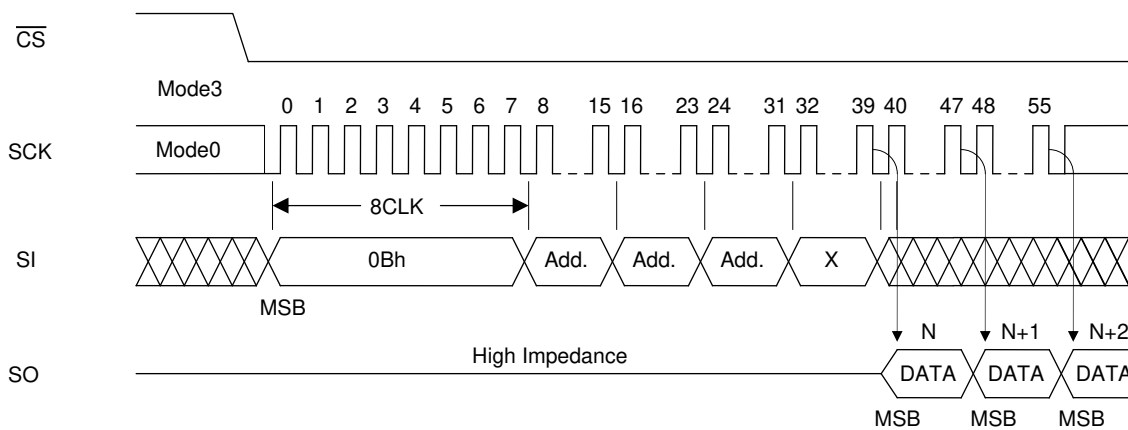 CS
Mode3
0 1 2 3 4 5 6 7 8 15 16 23 24 31 32 39 40 47 48 55
SCK
Mode0
8CLK
SI
0Bh Add. Add. Add. X
MSB
N N+1 N+2
High Impedance
SO
DATA DATA DATA
MSB MSB MSB